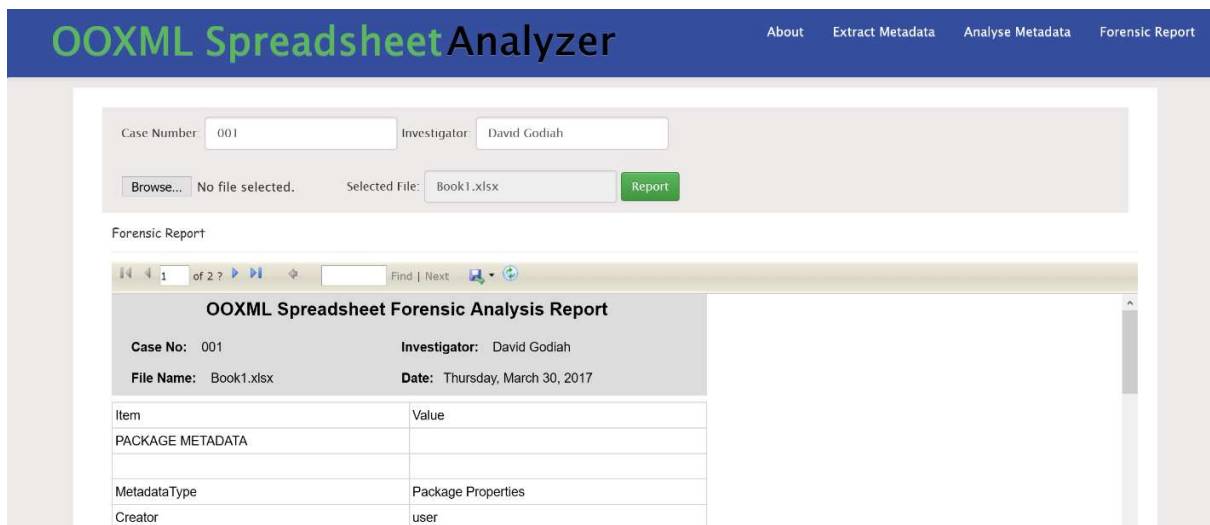 OOXML Spreadsheet Analyzer About Extract Metadata Analyse Metadata Forensic Report
Case Number: 001 Investigator: David Godiah
Browse... No file selected. Selected File: Book1.xlsx Report
Forensic Report
1 of 2 ? Find | Next
OOXML Spreadsheet Forensic Analysis Report
Case No: 001 Investigator: David Godiah
File Name: Book1.xlsx Date: Thursday, March 30, 2017
Item Value
PACKAGE METADATA
MetadataType Package Properties
Creator user